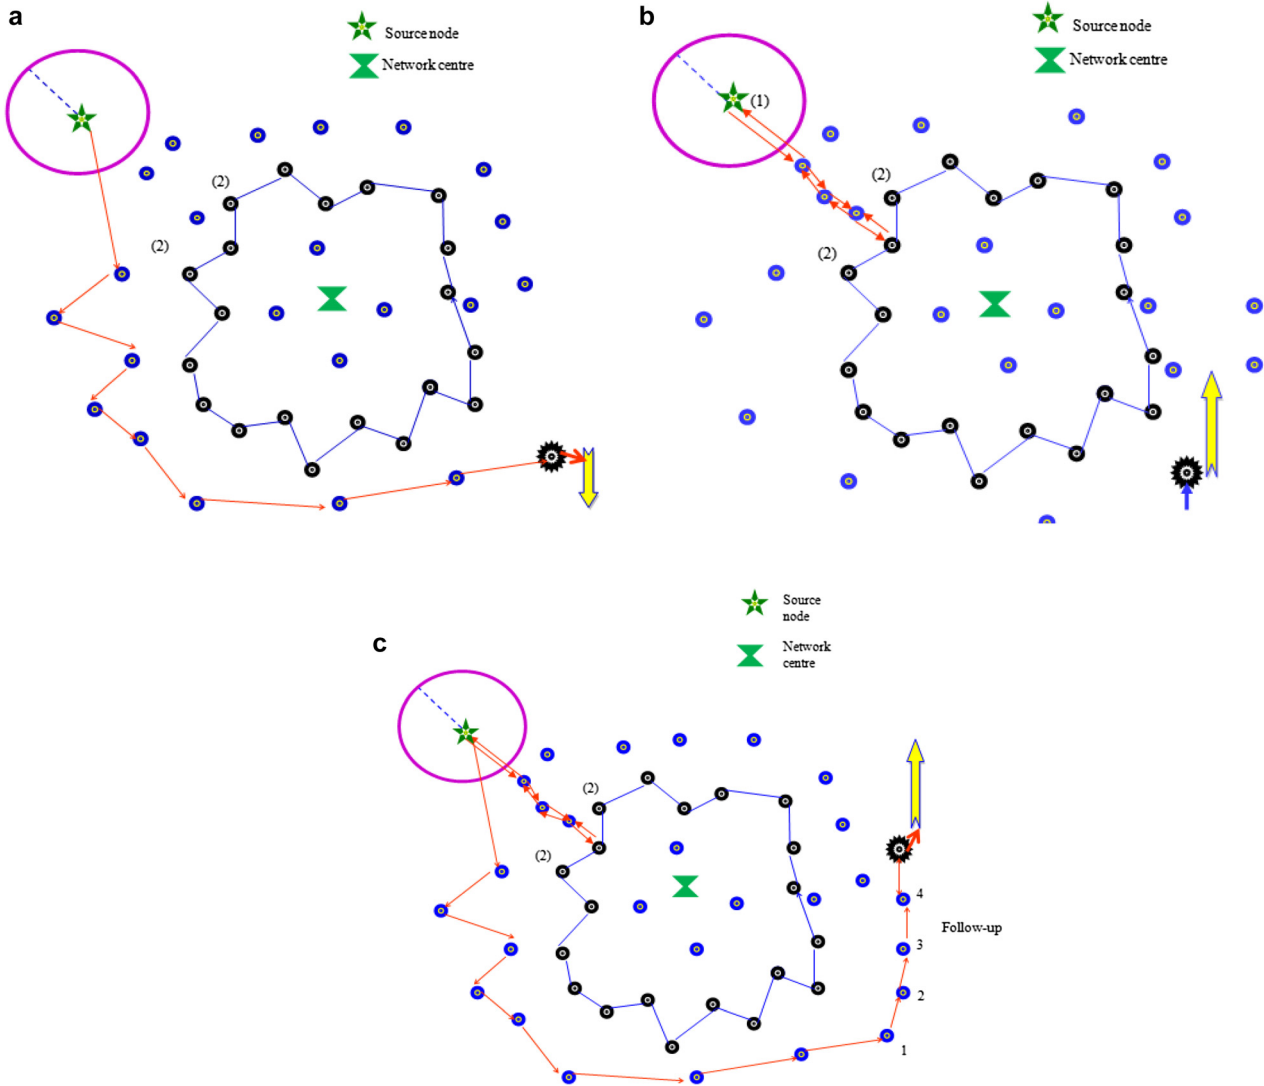 a
Source node
Network centre
(2)
(2)
b
Source node
Network centre
(1)
(2)
(2)
c
Source
node
Network
centre
(2)
(2)
4
Follow-up
3
2
1